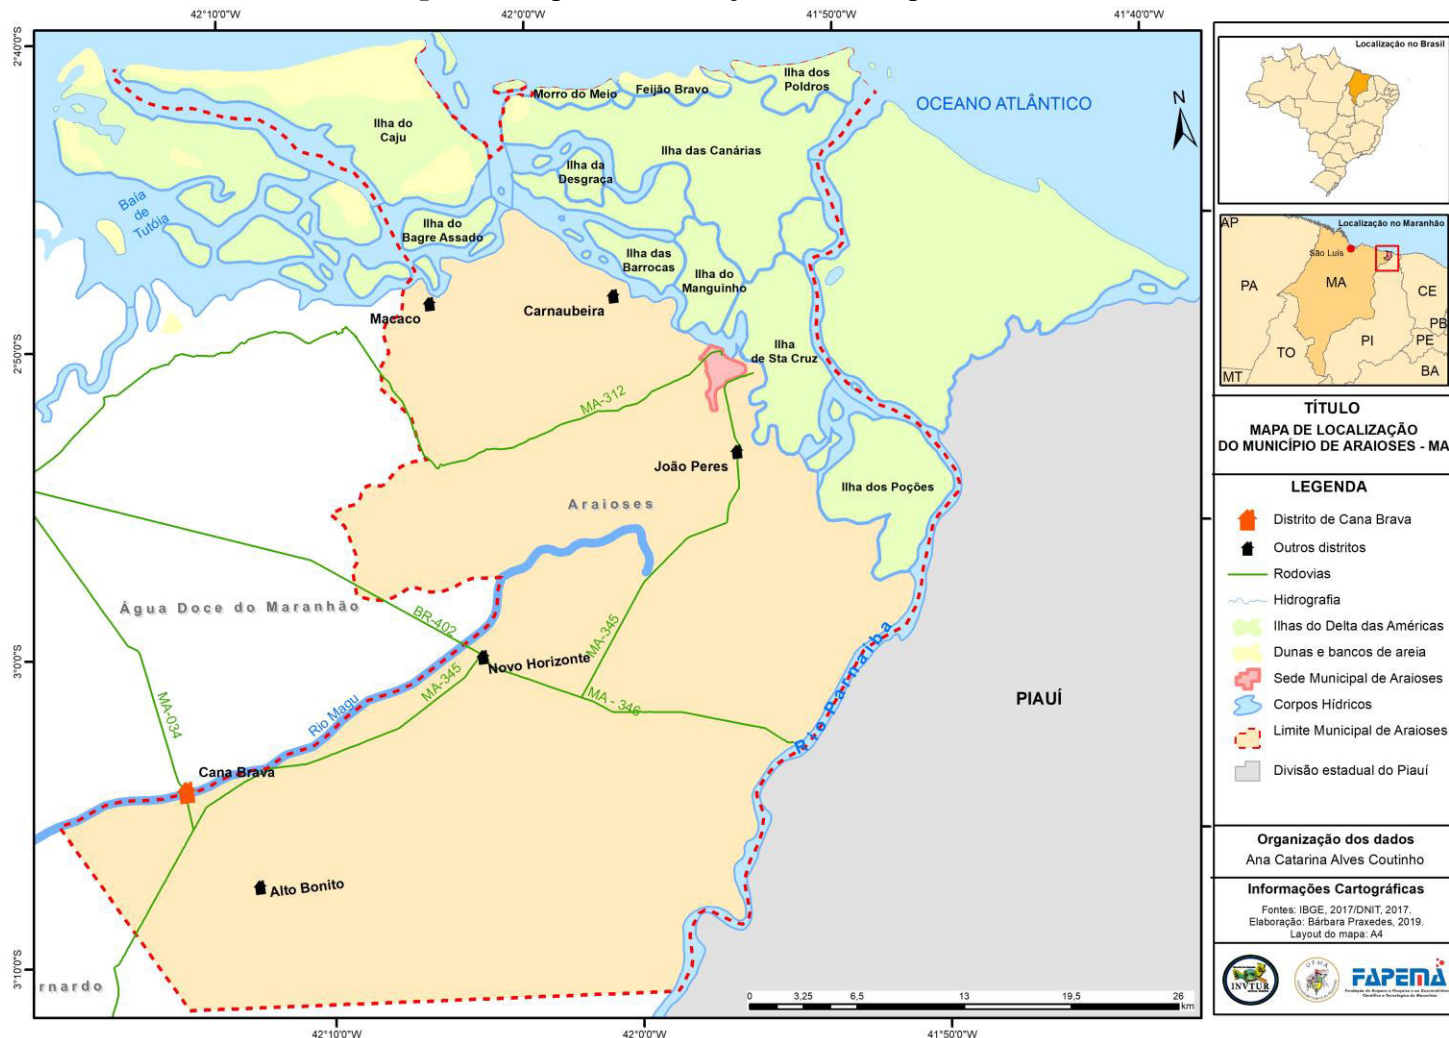 42°10'0"W
42°0'0"W
41°50'0"W
41°40'0"W
2°40'0"S
2°50'0"S
3°0'0"S
3°10'0"S
Ilha do
Caju
Morro do Meio
Feijão Bravo
Ilha dos
Poldros
OCEANO ATLÂNTICO
N
Ilha das Canárias
Ilha da
Desgraça
Baía
de
Tutóia
Ilha do
Bagre Assado
Ilha das
Barrocas
Ilha do
Manguinho
Macaco
Carnaubeira
Ilha
de Sta Cruz
MA-312
João Peres
Araioses
Ilha dos Poções
Água Doce do Maranhão
BR-402
MA-345
Novo Horizonte
MA-345
MA - 346
Rio Parnaíba
PIAUÍ
MA-034
Rio Magu
Cana Brava
Alto Bonito
rnardo
0
3,25
6,5
13
19,5
26
km
42°10'0"W
42°0'0"W
41°50'0"W
Localização no Brasil
Localização no Maranhão
AP
São Luís
PA
MA
CE
PB
PE
PI
TO
BA
MT
TÍTULO
MAPA DE LOCALIZAÇÃO
DO MUNICÍPIO DE ARAIOSES - MA
LEGENDA
Distrito de Cana Brava
Outros distritos
Rodovias
Hidrografia
Ilhas do Delta das Américas
Dunas e bancos de areia
Sede Municipal de Araioses
Corpos Hídricos
Limite Municipal de Araioses
Divisão estadual do Piauí
Organização dos dados
Ana Catarina Alves Coutinho
Informações Cartográficas
Fontes: IBGE, 2017/DNIT, 2017.
Elaboração: Bárbara Praxedes, 2019.
Layout do mapa: A4
INVTUR
UFMA
FAPEMA